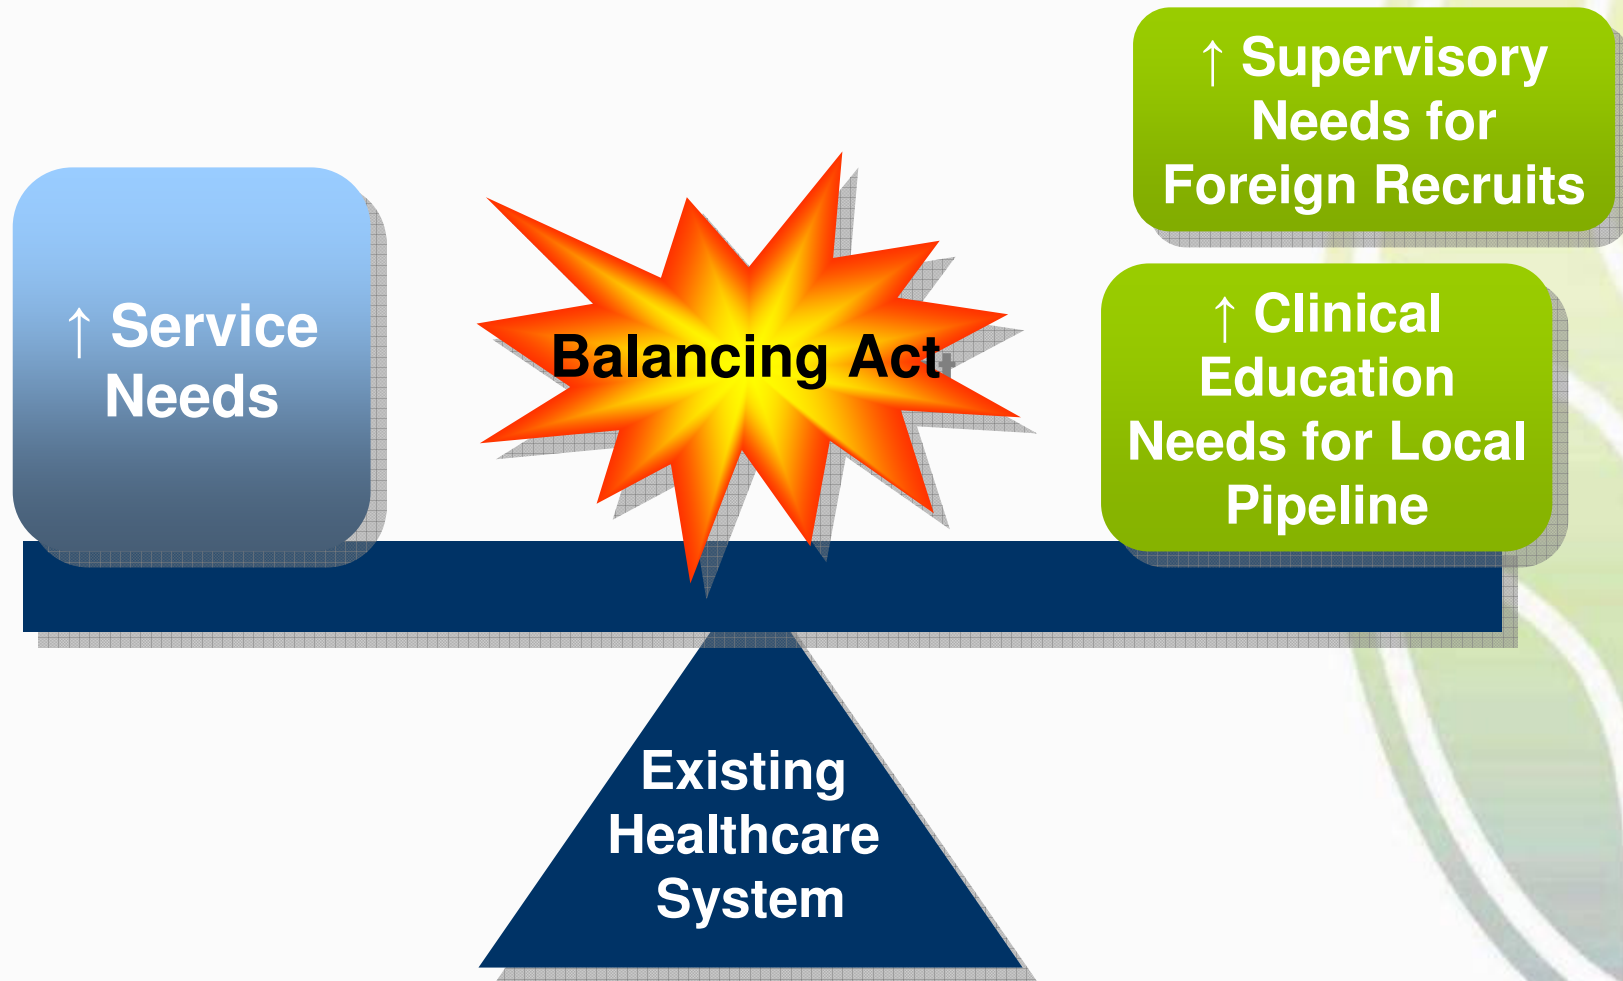 ↑ Supervisory
Needs for
Foreign Recruits
↑ Service
Needs
Balancing Act
↑ Clinical
Education
Needs for Local
Pipeline
Existing
Healthcare
System